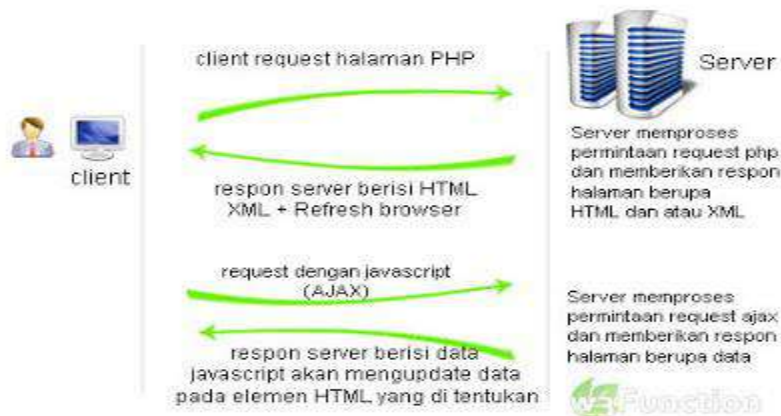 client request halaman PHP
Server
client
respon server berisi HTML
XML + Refresh browser
Server memproses
permintaan request php
dan memberikan respon
halaman berupa
HTML dan atau XML
request dengan javascript
(AJAX)
respon server berisi data
javascript akan mengupdate data
pada elemen HTML yang di tentukan
Server memproses
permintaan request ajax
dan memberikan respon
halaman berupa data
w3Function